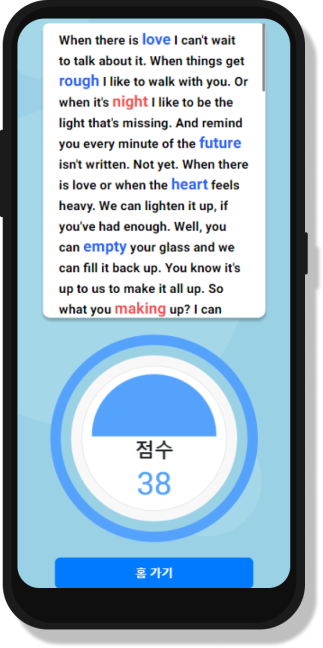 When there is love I can't wait
to talk about it. When things get
rough I like to walk with you. Or
when it's night I like to be the
light that's missing. And remind
you every minute of the future
isn't written. Not yet. When there
is love or when the heart feels
heavy. We can lighten it up, if
you've had enough. Well, you
can empty your glass and we
can fill it back up. You know it's
up to us to make it all up. So
what you making up? I can
점수
38
홈 가기